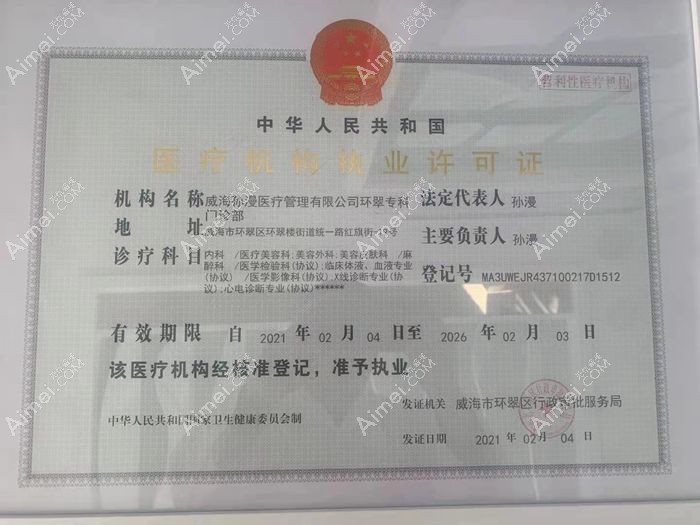 营利性医疗机构
中华人民共和国
医疗机构执业许可证
机构名称 威海弥漫医疗管理有限公司环翠专科门诊部
法定代表人 孙漫
地址 威海市环翠区环翠楼街道统一路红旗街-19号
主要负责人 孙漫
诊疗科目 内科 /医疗美容科;美容外科;美容皮肤科 /麻
醉科 /医学检验科(协议);临床体液、血液专业
(协议) /医学影像科(协议);X线诊断专业(协
议);心电诊断专业(协议)******
登记号 MA3UWEJR437100217D1512
有效期限 自 2021 年 02 月 04 日至 2026 年 02 月 03 日
该医疗机构经核准登记，准予执业
发证机关 威海市环翠区行政审批服务局
中华人民共和国国家卫生健康委员会制
发证日期 2021 年 02 月 04 日
Aimei.COM